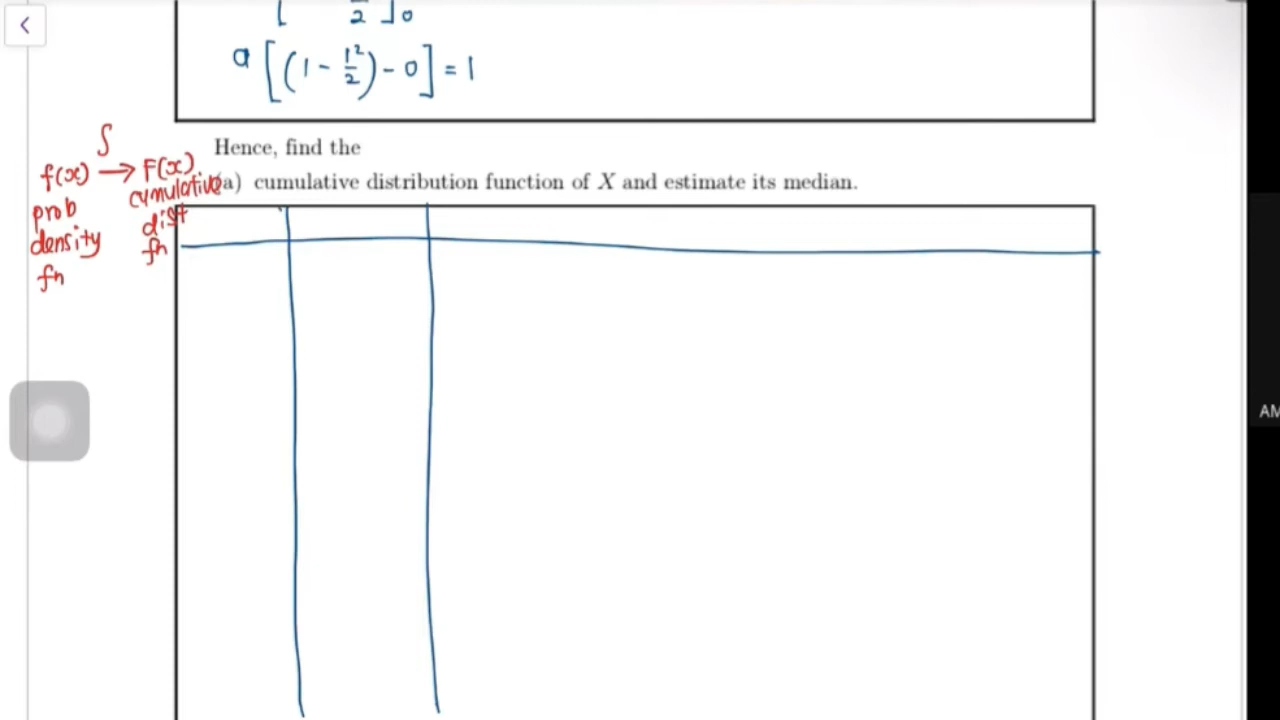 [ 2 ]0
a [(1 - 1²/2) - 0] = 1
Hence, find the
(a) cumulative distribution function of X and estimate its median.
∫
f(x) → F(x)
prob density fn
cumulative dist fn
AM